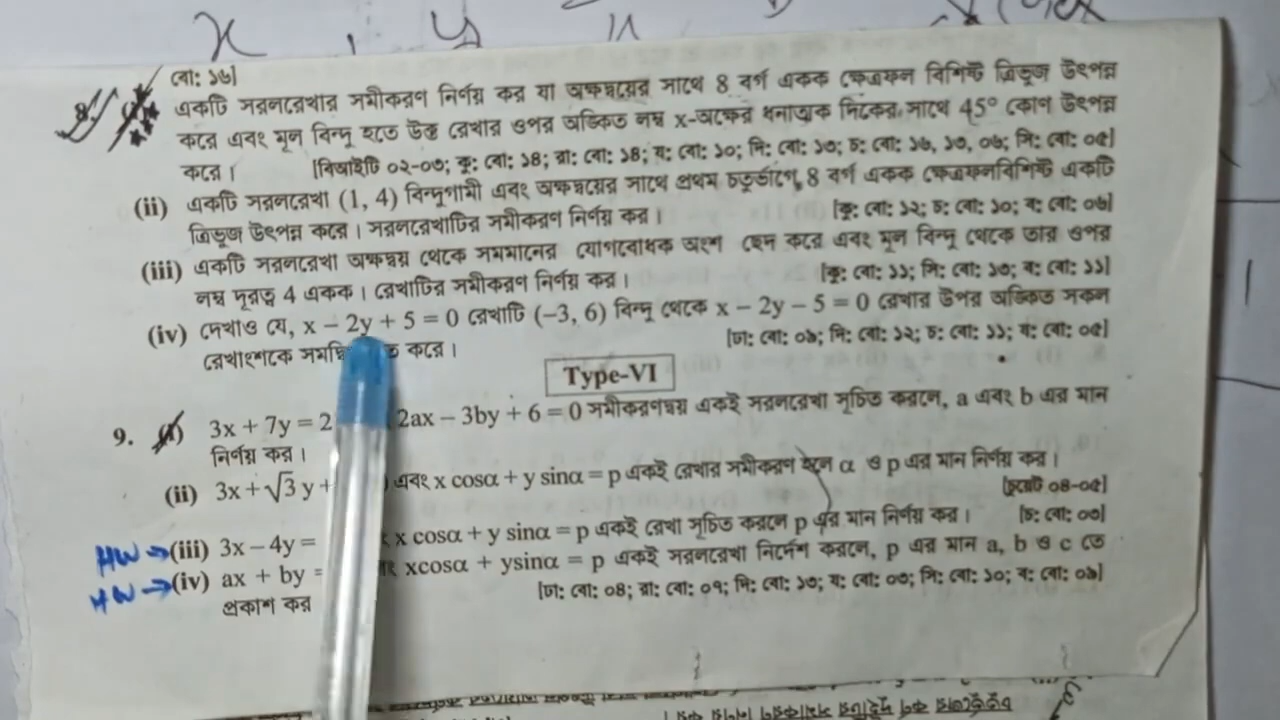 x , y
বো: ১৬]
একটি সরলরেখার সমীকরণ নির্ণয় কর যা অক্ষদ্বয়ের সাথে 8 বর্গ একক ক্ষেত্রফল বিশিষ্ট ত্রিভুজ উৎপন্ন
করে এবং মূল বিন্দু হতে উক্ত রেখার ওপর অঙ্কিত লম্ব x-অক্ষের ধনাত্মক দিকের সাথে 45° কোণ উৎপন্ন
করে। [বিআইটি ০২-০৩; কু: বো: ১৪; রা: বো: ১৪; য: বো: ১০; দি: বো: ১৩; চ: বো: ১৬, ১৩, ০৬; সি: বো: ০৫]
(ii) একটি সরলরেখা (1, 4) বিন্দুগামী এবং অক্ষদ্বয়ের সাথে প্রথম চতুর্ভাগে 8 বর্গ একক ক্ষেত্রফলবিশিষ্ট একটি
ত্রিভুজ উৎপন্ন করে। সরলরেখাটির সমীকরণ নির্ণয় কর। [কু: বো: ১২; চ: বো: ১০; ব: বো: ০৬]
(iii) একটি সরলরেখা অক্ষদ্বয় থেকে সমমানের যোগবোধক অংশ ছেদ করে এবং মূল বিন্দু থেকে তার ওপর
লম্ব দূরত্ব 4 একক। রেখাটির সমীকরণ নির্ণয় কর। [কু: বো: ১১; দি: বো: ১৩; ব: বো: ১১]
(iv) দেখাও যে, x – 2y + 5 = 0 রেখাটি (–3, 6) বিন্দু থেকে x – 2y – 5 = 0 রেখার উপর অঙ্কিত সকল
রেখাংশকে করে। [ঢা: বো: ০৯; দি: বো: ১২; চ: বো: ১১; য: বো: ০৫]
Type-VI
9. (i) 3x + 7y = 2 2ax – 3by + 6 = 0 সমীকরণদ্বয় একই সরলরেখা সূচিত করলে, a এবং b এর মান
নির্ণয় কর।
(ii) 3x + √3 y + এবং x cosα + y sinα = p একই রেখার সমীকরণ হলে α ও p এর মান নির্ণয় কর।
[চুয়েট ০৪-০৫]
HW → (iii) 3x – 4y = x cosα + y sinα = p একই রেখা সূচিত করলে p এর মান নির্ণয় কর। [চ: বো: ০৩]
HW → (iv) ax + by = xcosα + ysinα = p একই সরলরেখা নির্দেশ করলে, p এর মান a, b ও c তে
প্রকাশ কর [ঢা: বো: ০৪; রা: বো: ০৭; দি: বো: ১৩; য: বো: ০৩; সি: বো: ১০; ব: বো: ০৯]